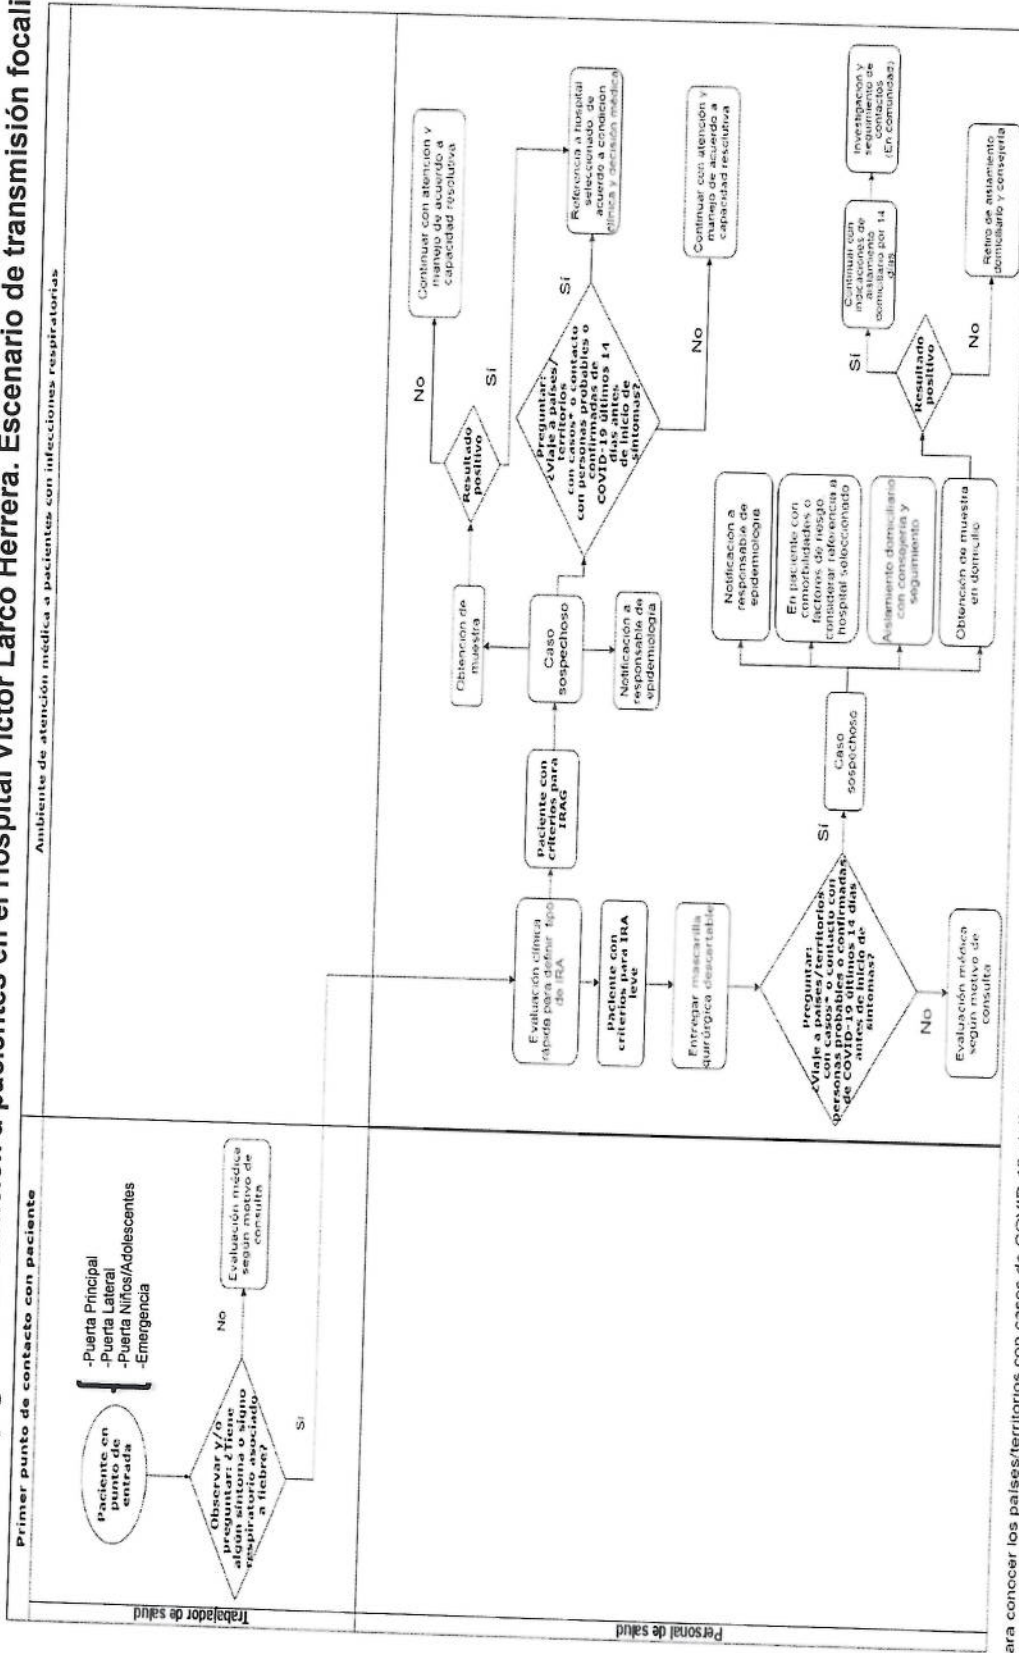 pacientes en el Hospital Víctor Larco Herrera. Escenario de transmisión focali
Primer punto de contacto con paciente
Ambiente de atención médica a pacientes con infecciones respiratorias
Trabajador de salud
Personal de salud
Paciente en
punto de
entrada
-Puerta Principal
-Puerta Lateral
-Puerta Niños/Adolescentes
-Emergencia
Observar y/o
preguntar: ¿Tiene
algún síntoma o signo
respiratorio asociado
a fiebre?
No
Sí
Evaluación médica
según motivo de
consulta
Evaluación clínica
rápida para definir tipo
de IRA
Paciente con
criterios para
IRAG
Caso
sospechoso
Obtención de
muestra
Notificación a
responsable de
epidemiología
Resultado
positivo
No
Sí
Continuar con atención y
manejo de acuerdo a
capacidad resolutiva
Preguntar:
¿Viaje a países/
territorios
con casos* o contacto
con personas probables o
confirmadas de
COVID-19 últimos 14
días antes
de inicio de
síntomas?
Sí
No
Referencia a hospital
seleccionado de
acuerdo a condición
clínica y decisión médica
Continuar con atención y
manejo de acuerdo a
capacidad resolutiva
Paciente con
criterios para IRA
leve
Entregar mascarilla
quirúrgica descartable
Preguntar:
¿Viaje a países/territorios
con casos* o contacto con
personas probables o confirmadas
de COVID-19 últimos 14 días
antes de inicio de
síntomas?
Sí
No
Evaluación médica
según motivo de
consulta
Caso
sospechoso
Notificación a
responsable de
epidemiología
En paciente con
comorbilidades o
factores de riesgo
considerar referencia a
hospital seleccionado
Aislamiento domiciliario
con consejería y
seguimiento
Obtención de muestra
en domicilio
Resultado
positivo
Sí
No
Continuar con
indicaciones de
aislamiento
domiciliario por 14
días
Investigación y
seguimiento de
contactos
(En comunidad)
Retiro de aislamiento
domiciliario y consejería
ara conocer los países/territorios con casos de COVID-19